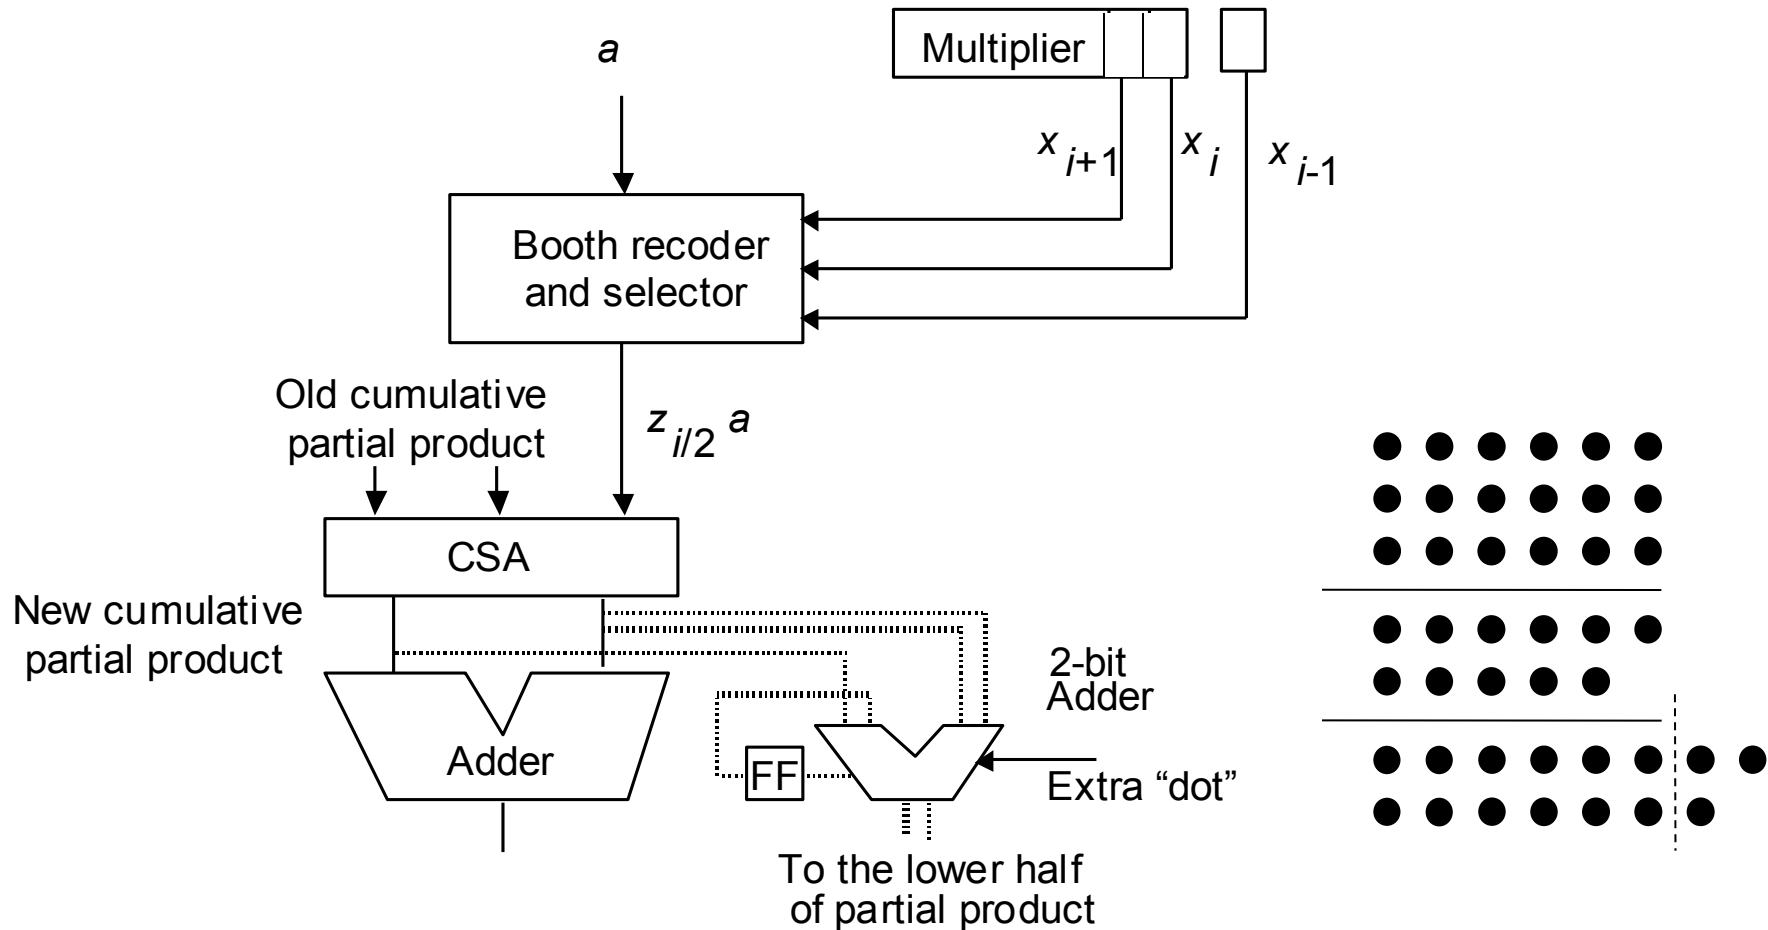 a
Multiplier
x i+1
x i
x i-1
Booth recoder
and selector
Old cumulative
partial product
z i/2 a
CSA
New cumulative
partial product
2-bit
Adder
Adder
FF
Extra “dot”
To the lower half
of partial product